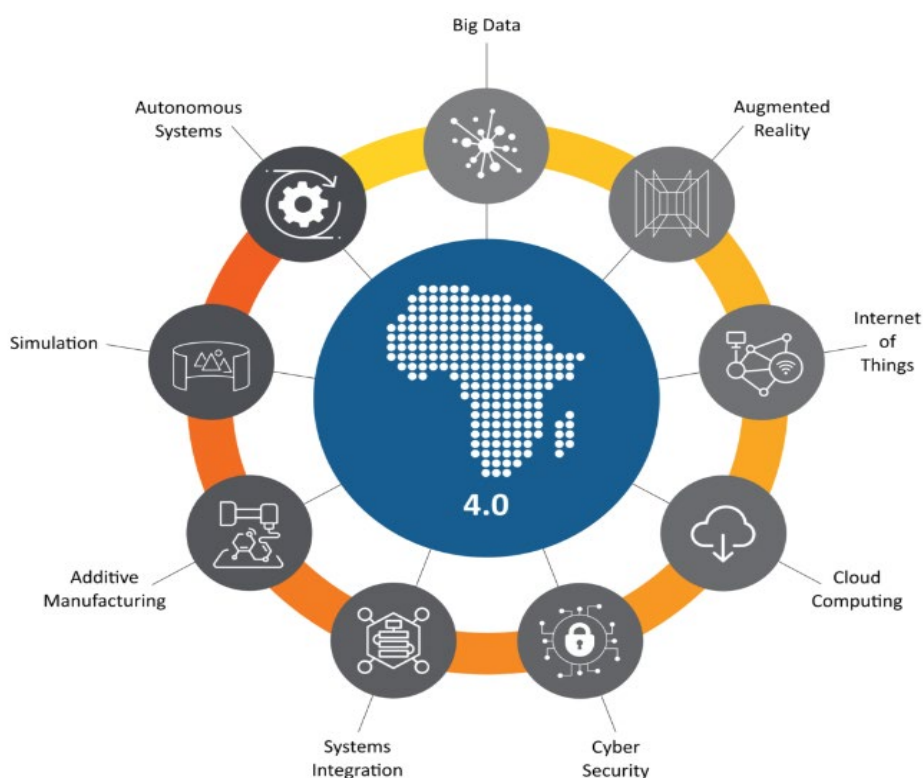 Big Data
Autonomous
Systems
Augmented
Reality
Simulation
Internet
of
Things
4.0
Additive
Manufacturing
Cloud
Computing
Systems
Integration
Cyber
Security